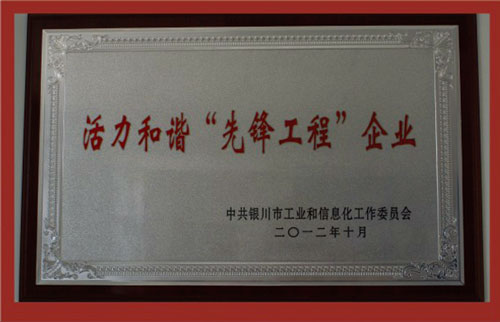 活力和谐“先锋工程”企业
中共银川市工业和信息化工作委员会
二〇一二年十月